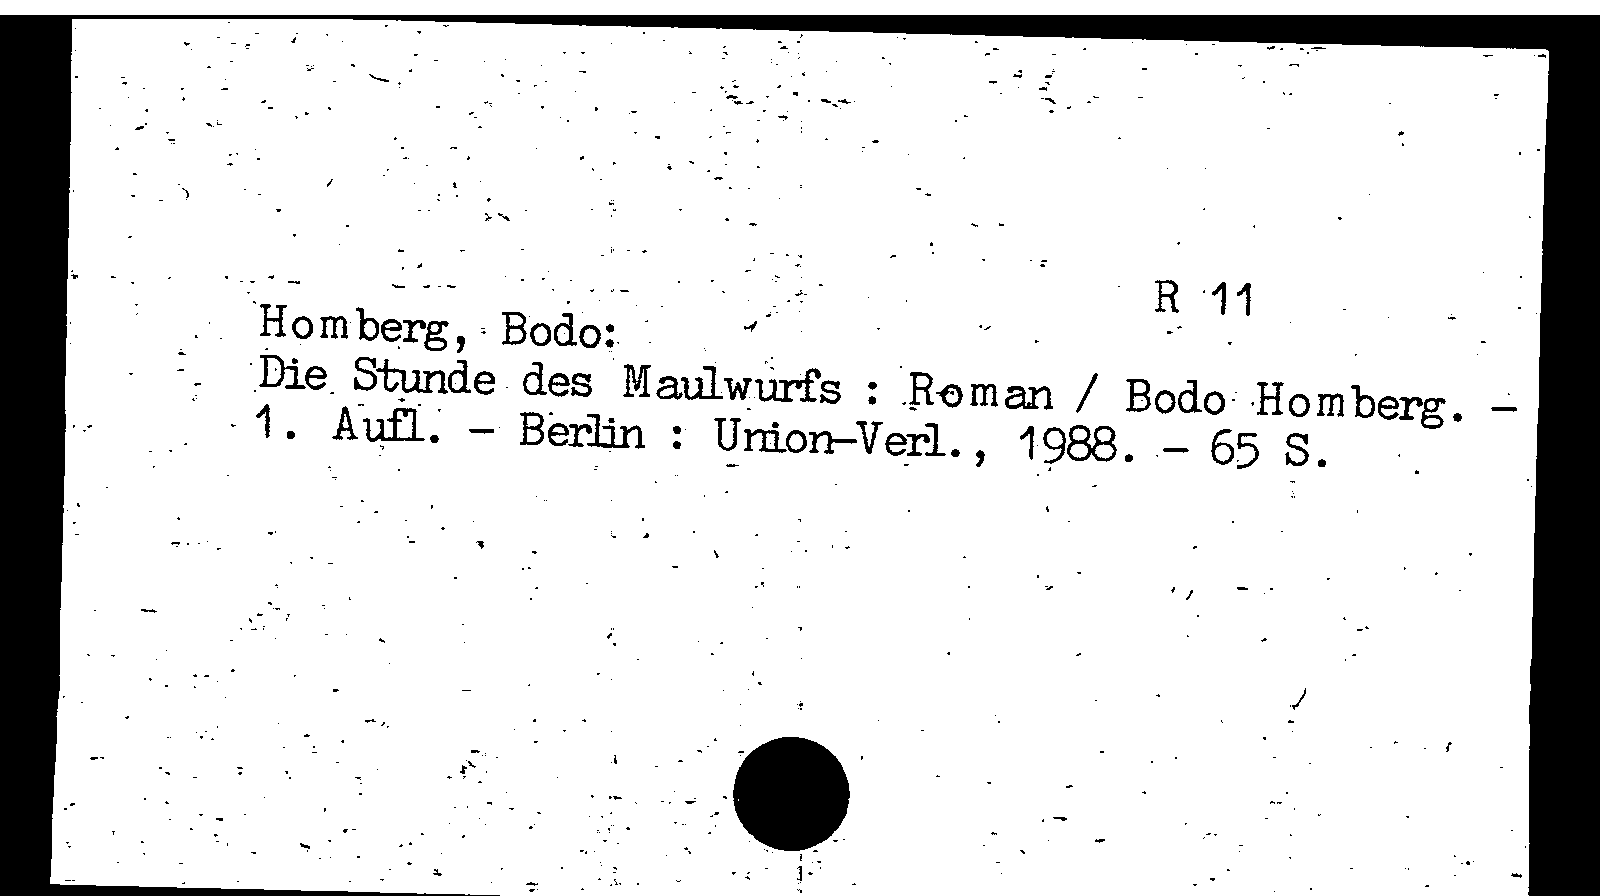 R 11
Homberg, Bodo:
Die Stunde des Maulwurfs : Roman / Bodo Homberg. -
1. Aufl. - Berlin : Union-Verl., 1988. - 65 S.